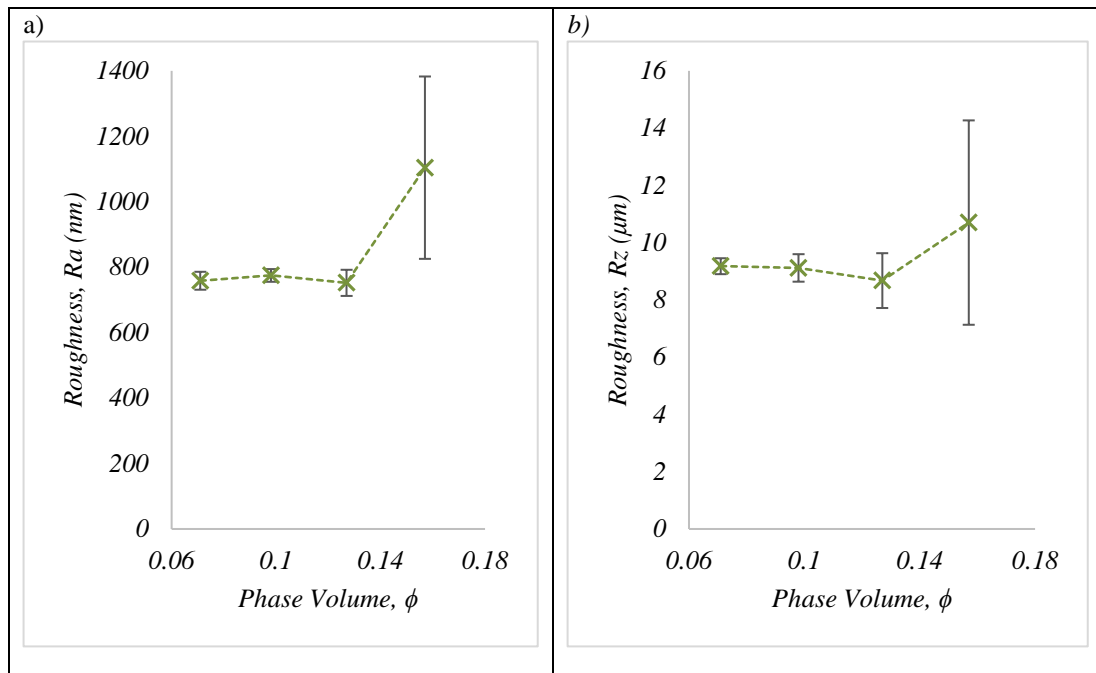 a)
1400
1200
1000
800
600
400
200
0
0.06 0.1 0.14 0.18
Roughness, Ra (nm)
Phase Volume, ϕ
b)
16
14
12
10
8
6
4
2
0
0.06 0.1 0.14 0.18
Roughness, Rz (μm)
Phase Volume, ϕ